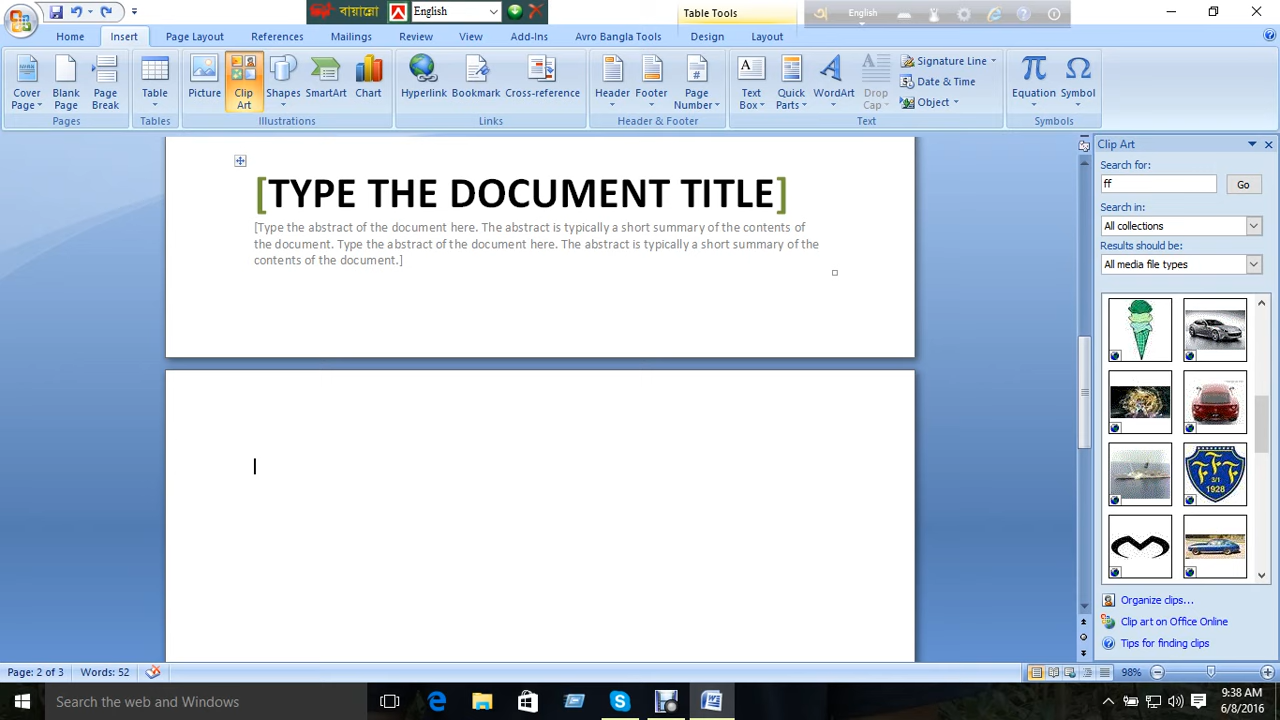 বায়ান্নো
English
Table Tools
English
Home
Insert
Page Layout
References
Mailings
Review
View
Add-Ins
Avro Bangla Tools
Design
Layout
Cover Page
Blank Page
Page Break
Table
Picture
Clip Art
Shapes
SmartArt
Chart
Hyperlink
Bookmark
Cross-reference
Header
Footer
Page Number
Text Box
Quick Parts
WordArt
Drop Cap
Signature Line
Date & Time
Object
Equation
Symbol
Pages
Tables
Illustrations
Links
Header & Footer
Text
Symbols
[TYPE THE DOCUMENT TITLE]
[Type the abstract of the document here. The abstract is typically a short summary of the contents of
the document. Type the abstract of the document here. The abstract is typically a short summary of the
contents of the document.]
Clip Art
Search for:
ff
Go
Search in:
All collections
Results should be:
All media file types
FFF
3/1
1928
Organize clips...
Clip art on Office Online
Tips for finding clips
Page: 2 of 3
Words: 52
98%
Search the web and Windows
9:38 AM
6/8/2016